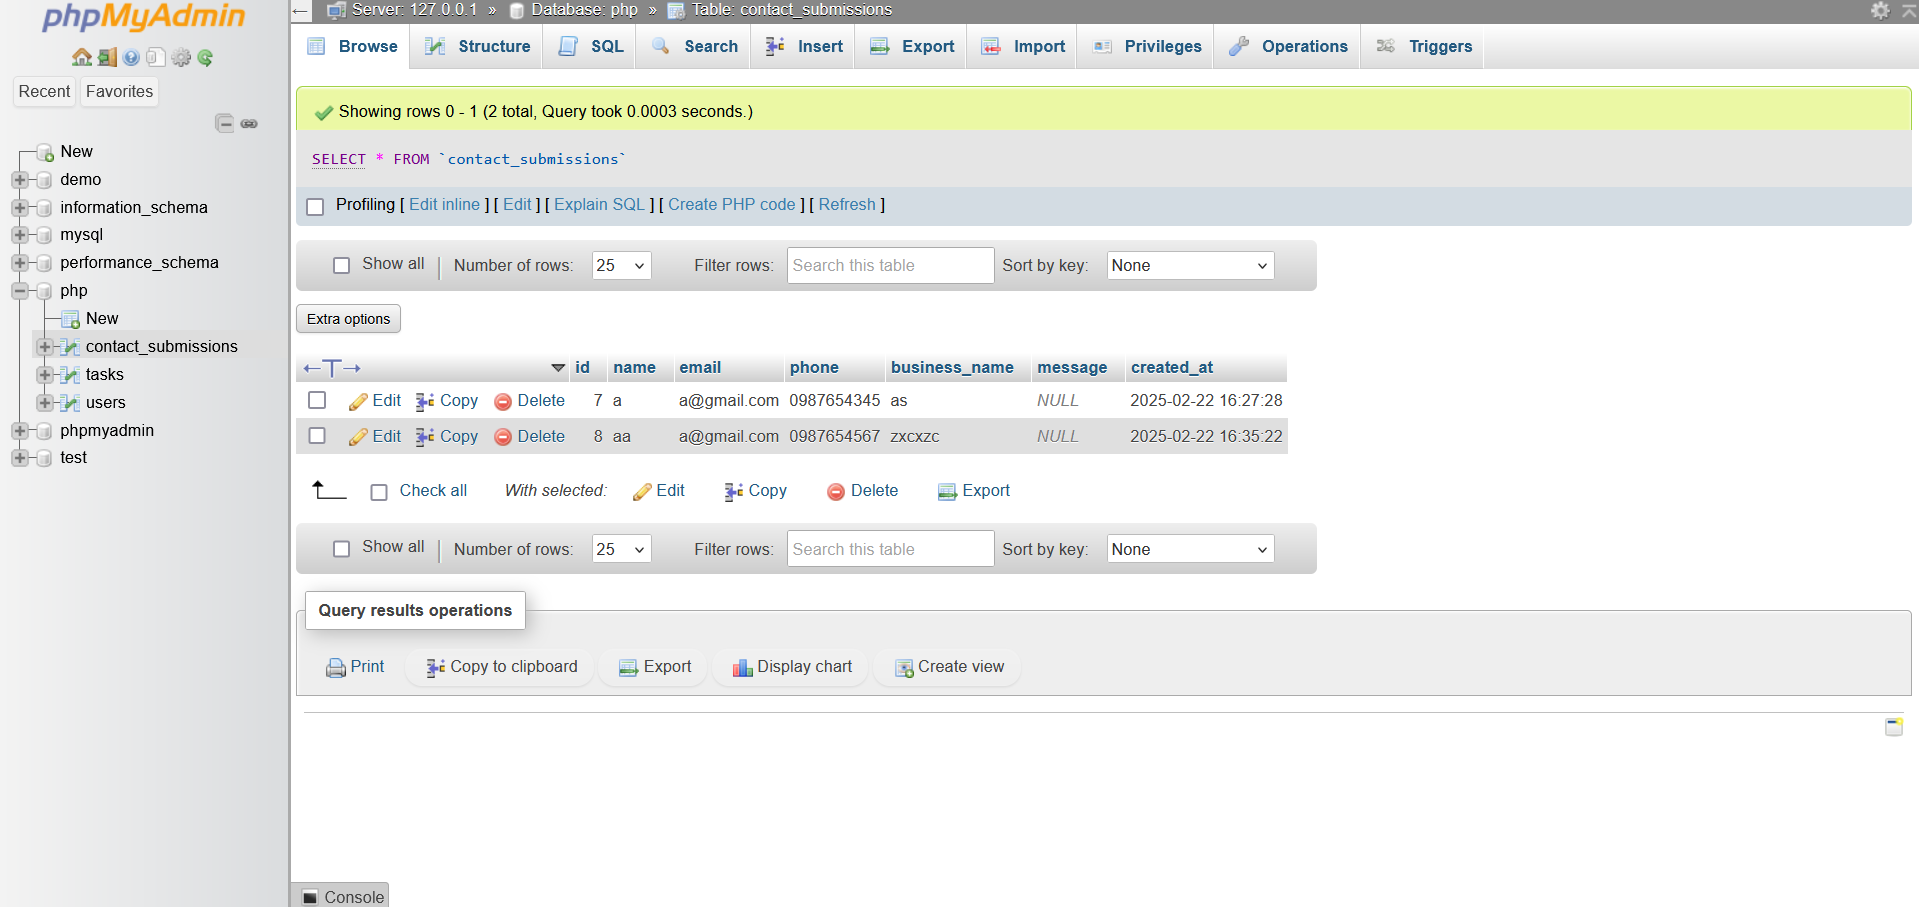 phpMyAdmin
Recent Favorites
New
demo
information_schema
mysql
performance_schema
php
New
contact_submissions
tasks
users
phpmyadmin
test
Server: 127.0.0.1 » Database: php » Table: contact_submissions
Browse Structure SQL Search Insert Export Import Privileges Operations Triggers
Showing rows 0 - 1 (2 total, Query took 0.0003 seconds.)
SELECT * FROM `contact_submissions`
Profiling [ Edit inline ] [ Edit ] [ Explain SQL ] [ Create PHP code ] [ Refresh ]
Show all Number of rows: 25 Filter rows: Search this table Sort by key: None
Extra options
id name email phone business_name message created_at
Edit Copy Delete 7 a a@gmail.com 0987654345 as NULL 2025-02-22 16:27:28
Edit Copy Delete 8 aa a@gmail.com 0987654567 zxcxzc NULL 2025-02-22 16:35:22
Check all With selected: Edit Copy Delete Export
Show all Number of rows: 25 Filter rows: Search this table Sort by key: None
Query results operations
Print Copy to clipboard Export Display chart Create view
Console